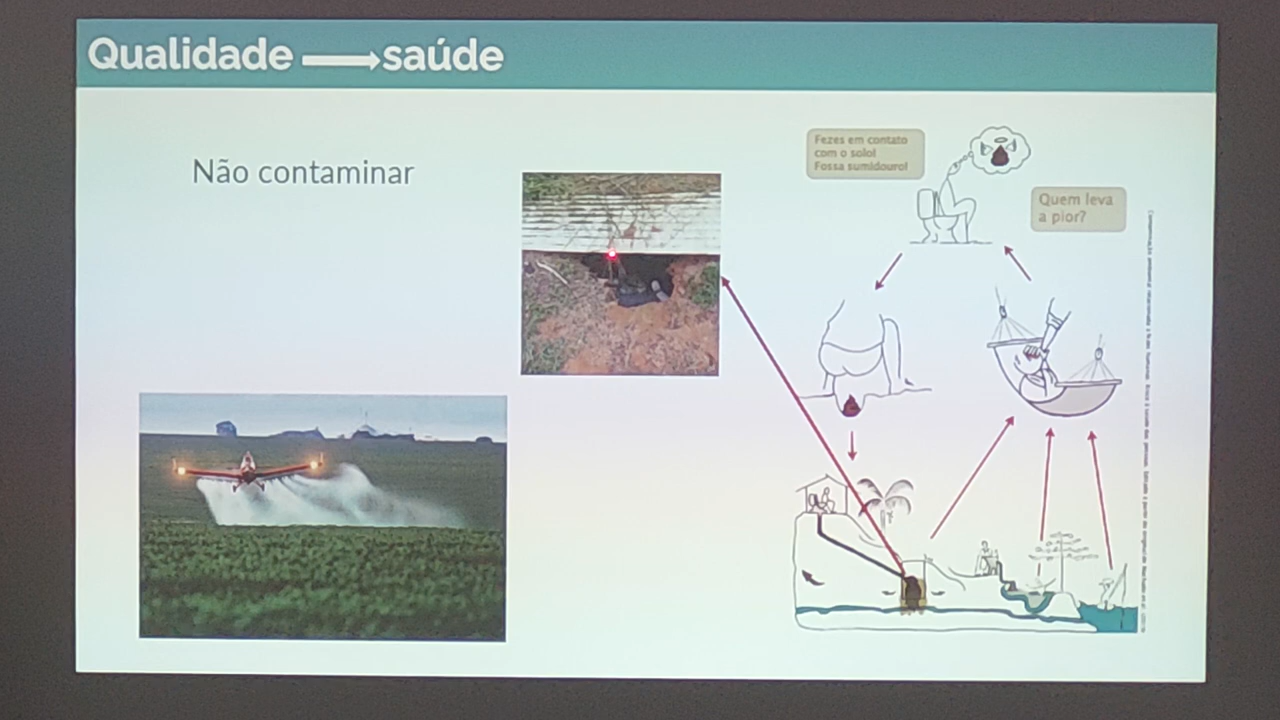 Qualidade saúde
Não contaminar
Fezes em contato
com o solo!
Fossa sumidouro!
Quem leva
a pior?